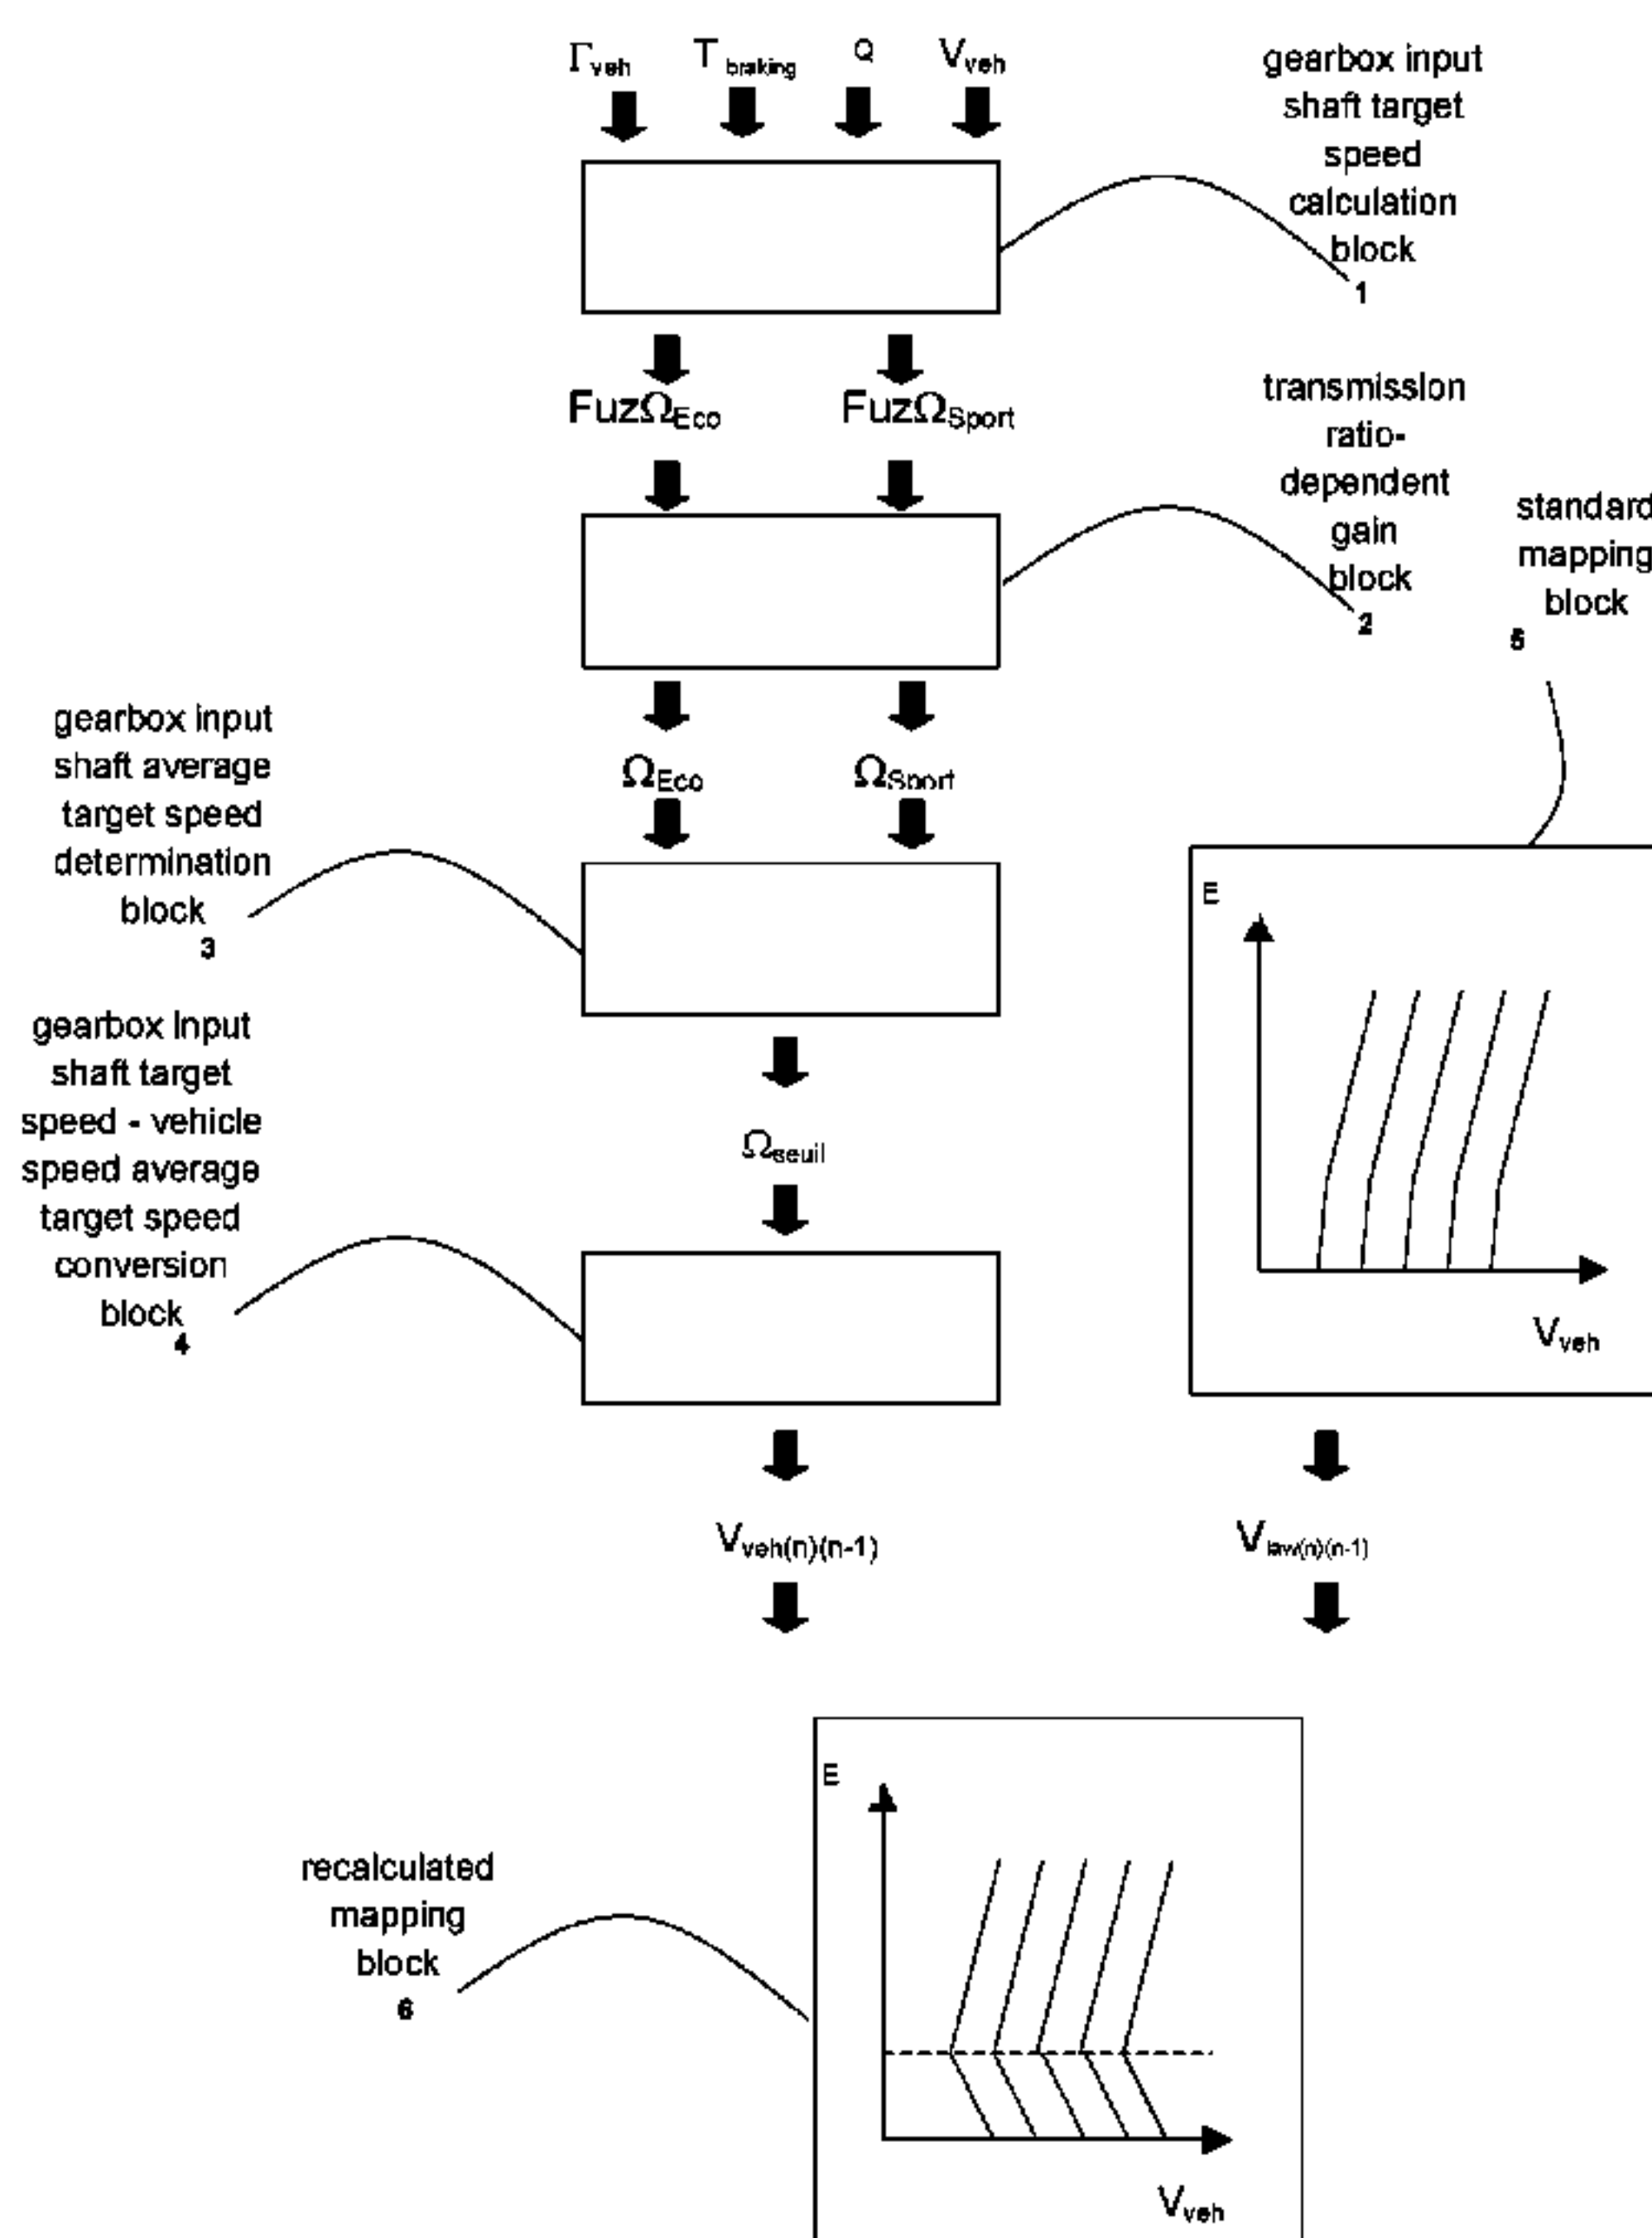 Γveh T braking Q Vveh
gearbox input
shaft target
speed
calculation
block
1
FuzΩEco FuzΩSport
transmission
ratio-
dependent
gain
block
2
standard
mapping
block
5
gearbox input
shaft average
target speed
determination
block
3
ΩEco ΩSport
E
Vveh
gearbox input
shaft target
speed - vehicle
speed average
target speed
conversion
block
4
Ωseuil
Vveh(n)(n-1) Vlaw(n)(n-1)
E
Vveh
recalculated
mapping
block
6